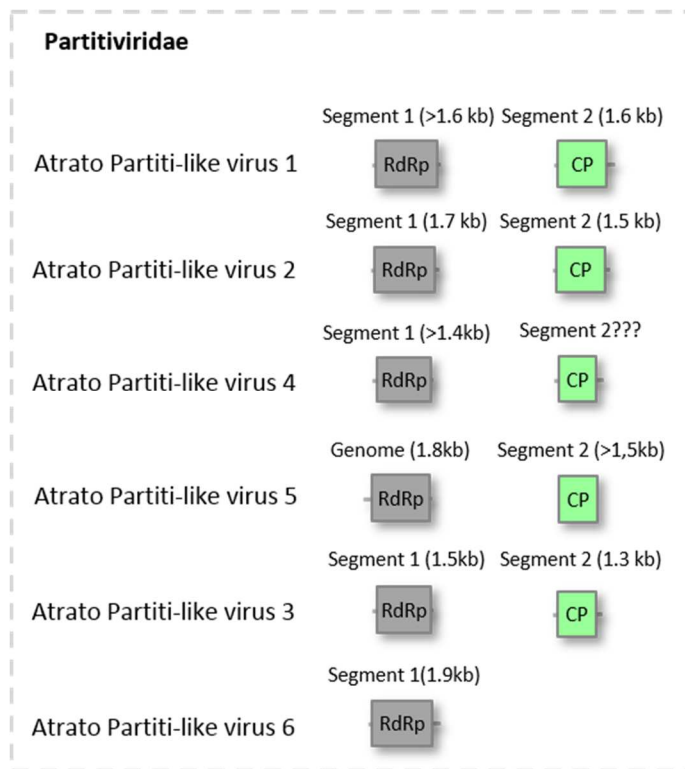 Partitiviridae
Segment 1 (>1.6 kb) Segment 2 (1.6 kb)
Atrato Partiti-like virus 1 RdRp CP
Segment 1 (1.7 kb) Segment 2 (1.5 kb)
Atrato Partiti-like virus 2 RdRp CP
Segment 1 (>1.4kb) Segment 2???
Atrato Partiti-like virus 4 RdRp CP
Genome (1.8kb) Segment 2 (>1,5kb)
Atrato Partiti-like virus 5 RdRp CP
Segment 1 (1.5kb) Segment 2 (1.3 kb)
Atrato Partiti-like virus 3 RdRp CP
Segment 1(1.9kb)
Atrato Partiti-like virus 6 RdRp